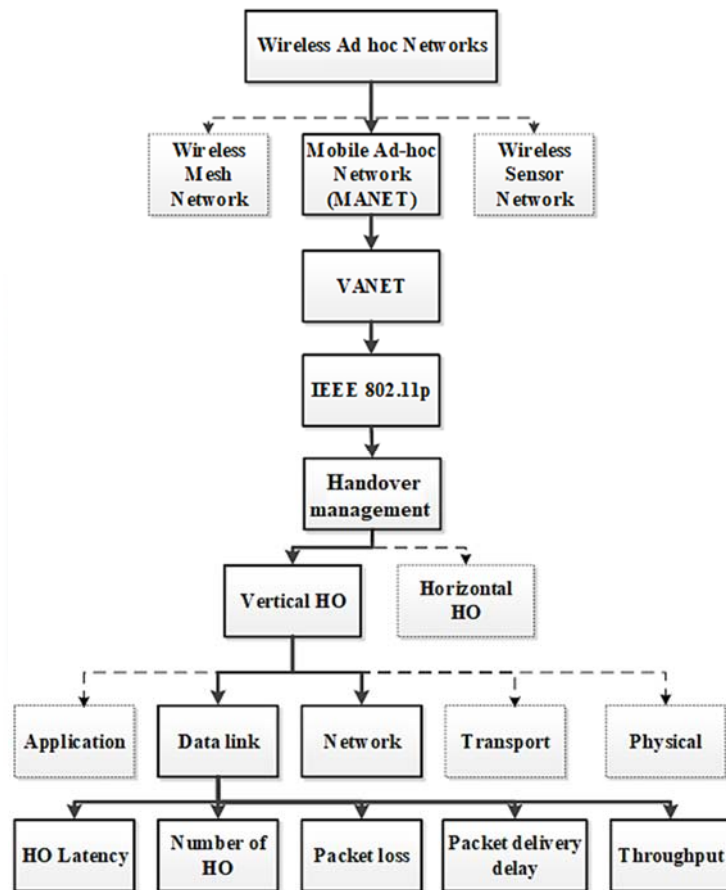 Wireless Ad hoc Networks
Wireless
Mesh
Network
Mobile Ad-hoc
Network
(MANET)
Wireless
Sensor
Network
VANET
IEEE 802.11p
Handover
management
Vertical HO
Horizontal
HO
Application
Data link
Network
Transport
Physical
HO Latency
Number of
HO
Packet loss
Packet delivery
delay
Throughput